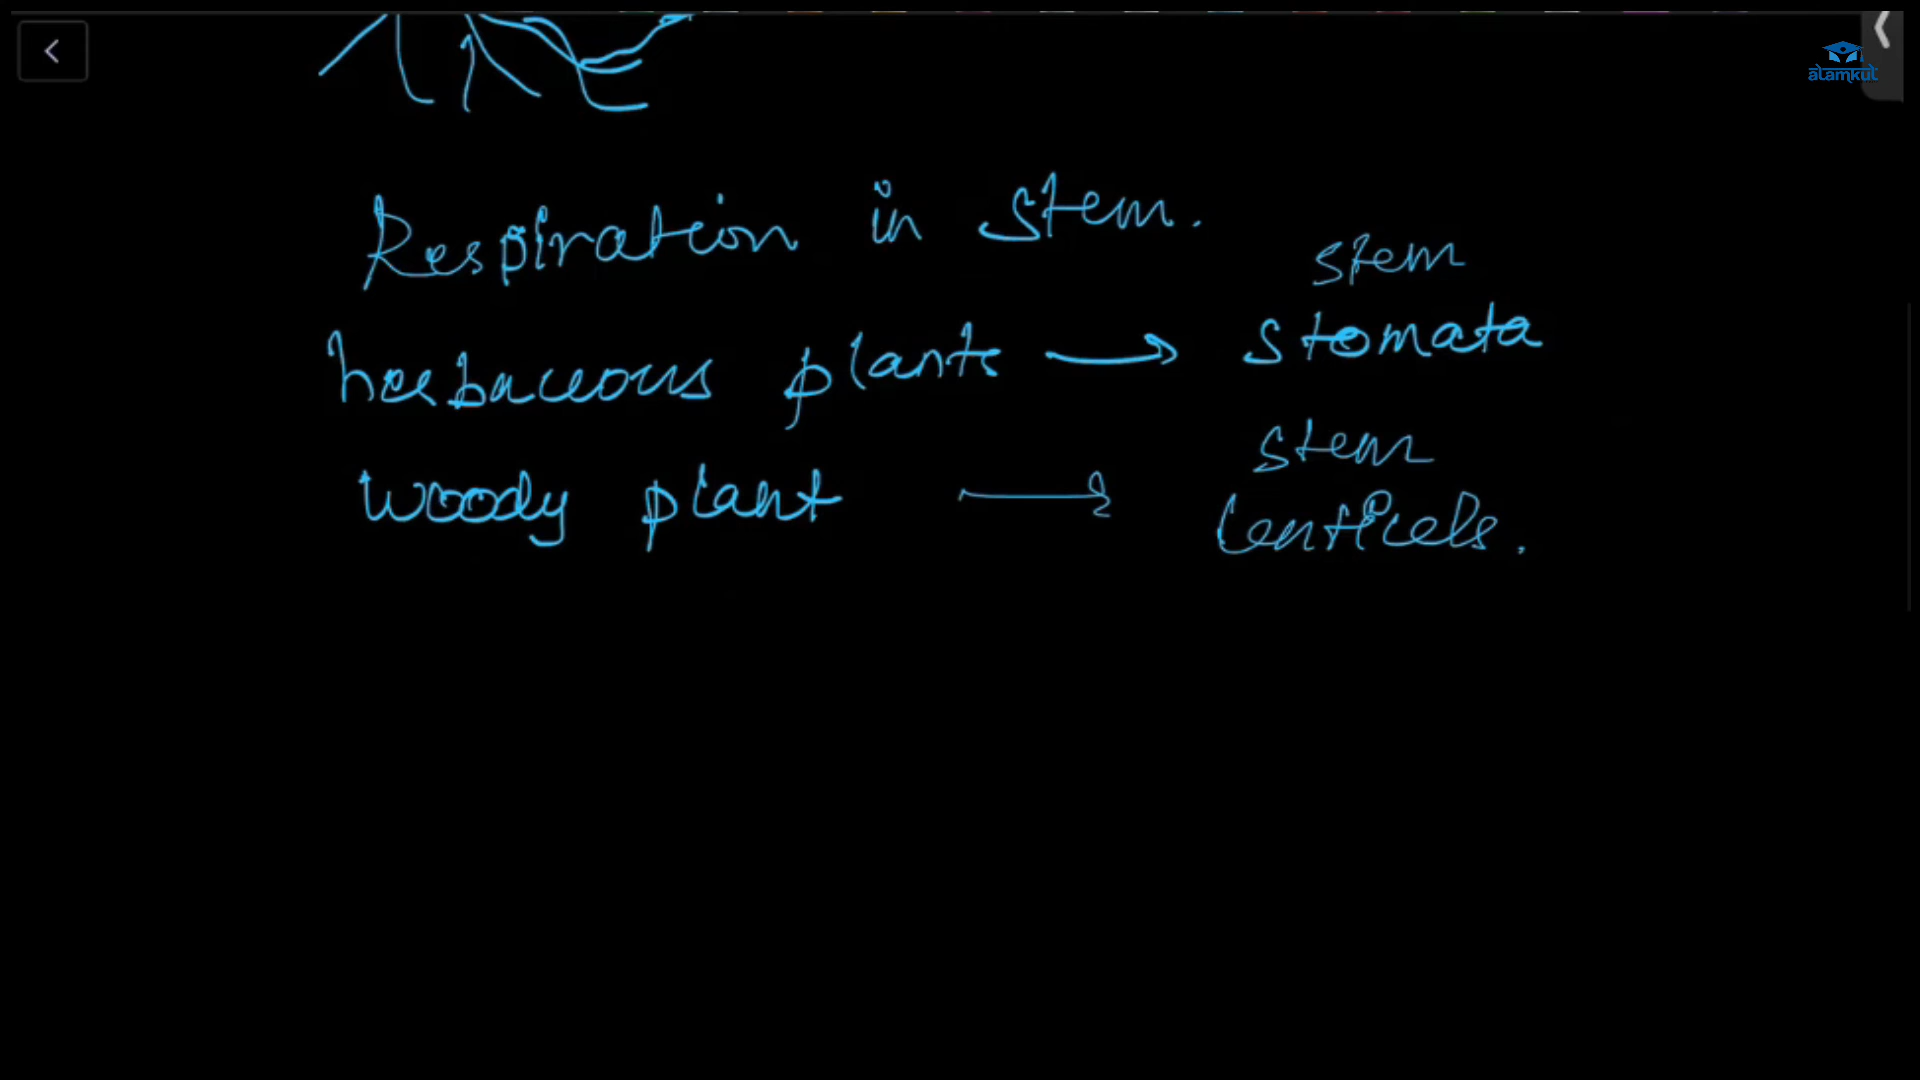 alamkul
Respiration in stem.
stem
herbaceous plants → stomata
stem
woody plant → lenticels.